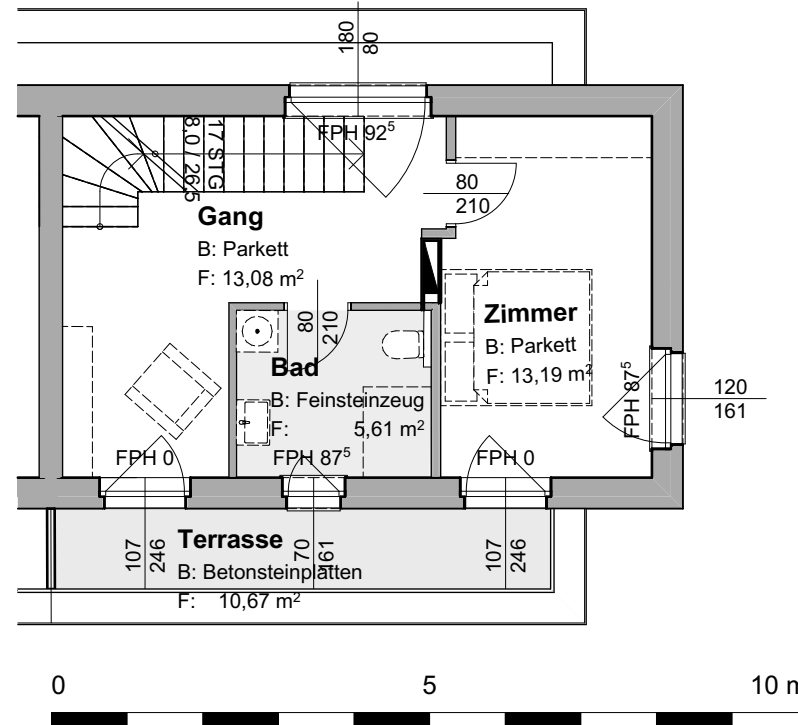 180
80
FPH 92⁵
17 STG
8,0 / 26,5
80
210
Gang
B: Parkett
F: 13,08 m²
Zimmer
B: Parkett
F: 13,19 m²
80
210
Bad
B: Feinsteinzeug
F: 5,61 m²
FPH 87⁵
120
161
FPH 0
FPH 87⁵
FPH 0
107
246
Terrasse
B: Betonsteinplatten
F: 10,67 m²
70
161
107
246
0 5 10 m